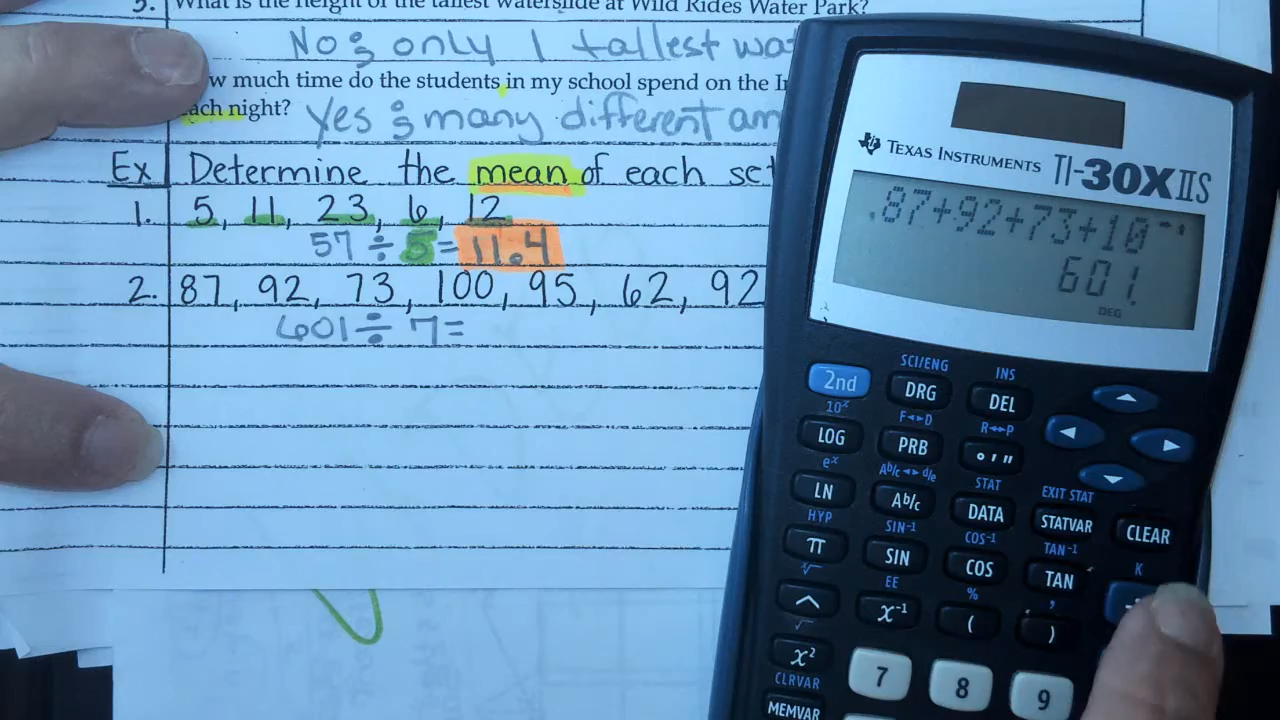 3. What is the height of the tallest waterslide at Wild Rides Water Park?
No; only 1 tallest
much time do the students in my school spend on the
night?
Yes; many different
Ex Determine the mean of each set
1. 5, 11, 23, 6, 12
57 ÷ 5 = 11.4
2. 87, 92, 73, 100, 95, 62, 92
601 ÷ 7 =
TEXAS INSTRUMENTS TI-30X IIS
87+92+73+10
601.
DEG
SCI/ENG INS
2nd DRG DEL
10ˣ F◄►D R◄►P
LOG PRB ° ' "
eˣ Ab/c◄►d/e STAT EXIT STAT
LN Ab/c DATA STATVAR CLEAR
HYP SIN⁻¹ COS⁻¹ TAN⁻¹ K
π SIN COS TAN
ˣ√ EE % ,
^ x⁻¹ ( )
√
x² 7 8 9
CLRVAR
MEMVAR